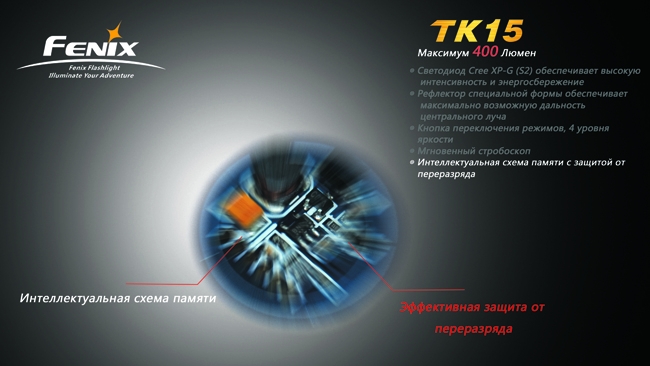 FENIX
Fenix Flashlight
Illuminate Your Adventure
TK15
Максимум 400 Люмен
Светодиод Cree XP-G (S2) обеспечивает высокую
интенсивность и энергосбережение
Рефлектор специальной формы обеспечивает
максимально возможную дальность
центрального луча
Кнопка переключения режимов, 4 уровня
яркости
Мгновенный стробоскоп
Интеллектуальная схема памяти с защитой от
переразряда
Интеллектуальная схема памяти
Эффективная защита от
переразряда